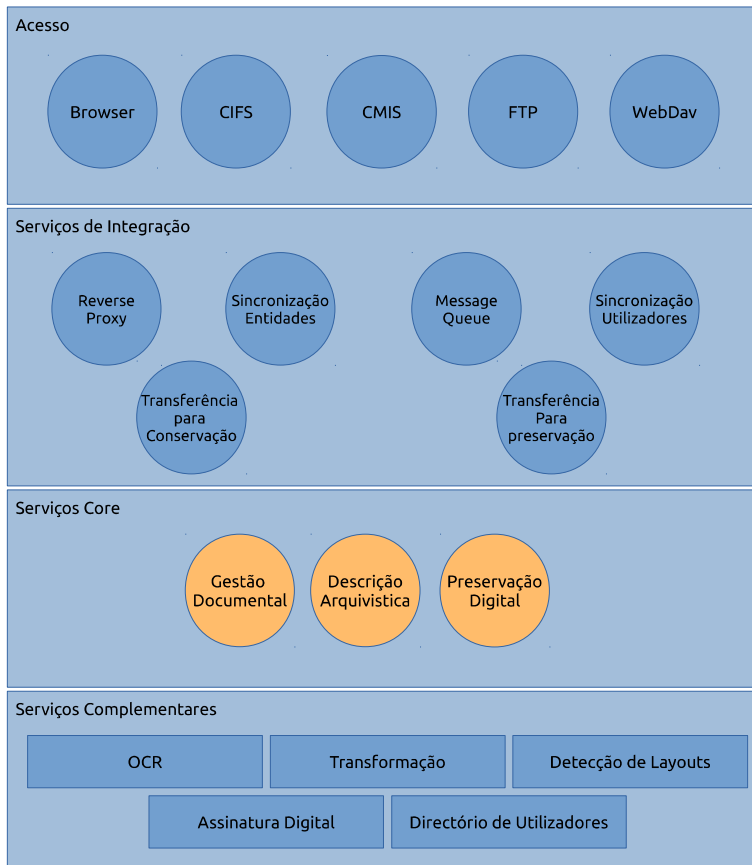 Acesso
Browser
CIFS
CMIS
FTP
WebDav
Serviços de Integração
Reverse
Proxy
Sincronização
Entidades
Message
Queue
Sincronização
Utilizadores
Transferência
para
Conservação
Transferência
Para
preservação
Serviços Core
Gestão
Documental
Descrição
Arquivistica
Preservação
Digital
Serviços Complementares
OCR
Transformação
Detecção de Layouts
Assinatura Digital
Directório de Utilizadores